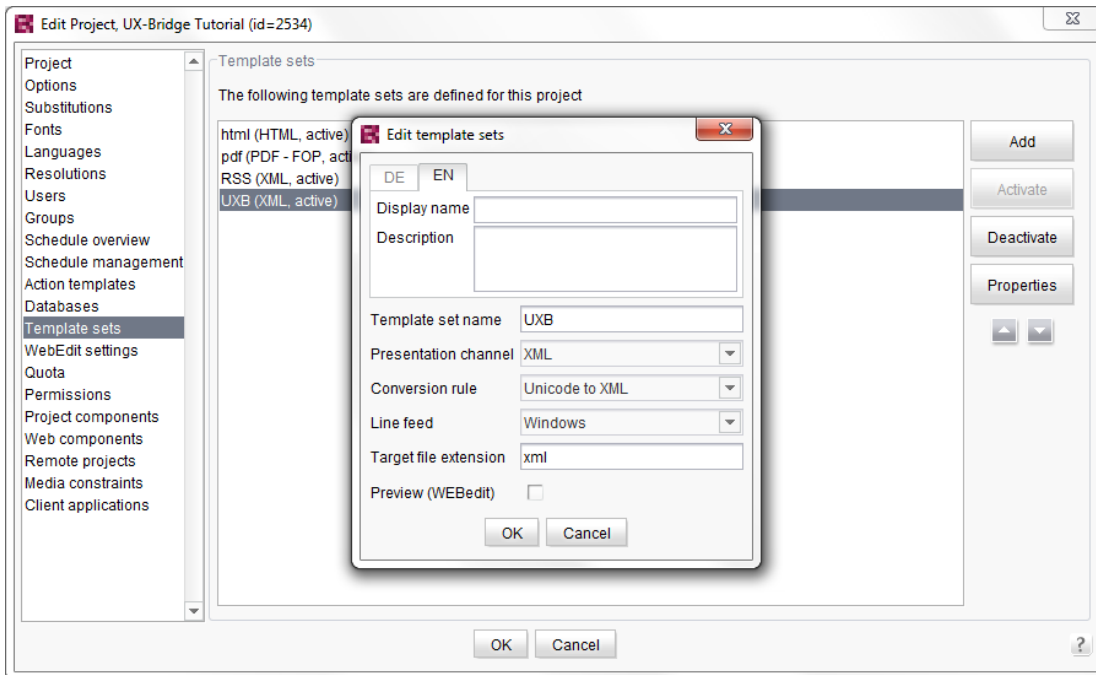 Edit Project, UX-Bridge Tutorial (id=2534)
Project
Options
Substitutions
Fonts
Languages
Resolutions
Users
Groups
Schedule overview
Schedule management
Action templates
Databases
Template sets
WebEdit settings
Quota
Permissions
Project components
Web components
Remote projects
Media constraints
Client applications
Template sets
The following template sets are defined for this project
html (HTML, active)
pdf (PDF - FOP, acti
RSS (XML, active)
UXB (XML, active)
Add
Activate
Deactivate
Properties
Edit template sets
DE EN
Display name
Description
Template set name UXB
Presentation channel XML
Conversion rule Unicode to XML
Line feed Windows
Target file extension xml
Preview (WEBedit)
OK Cancel
OK Cancel ?